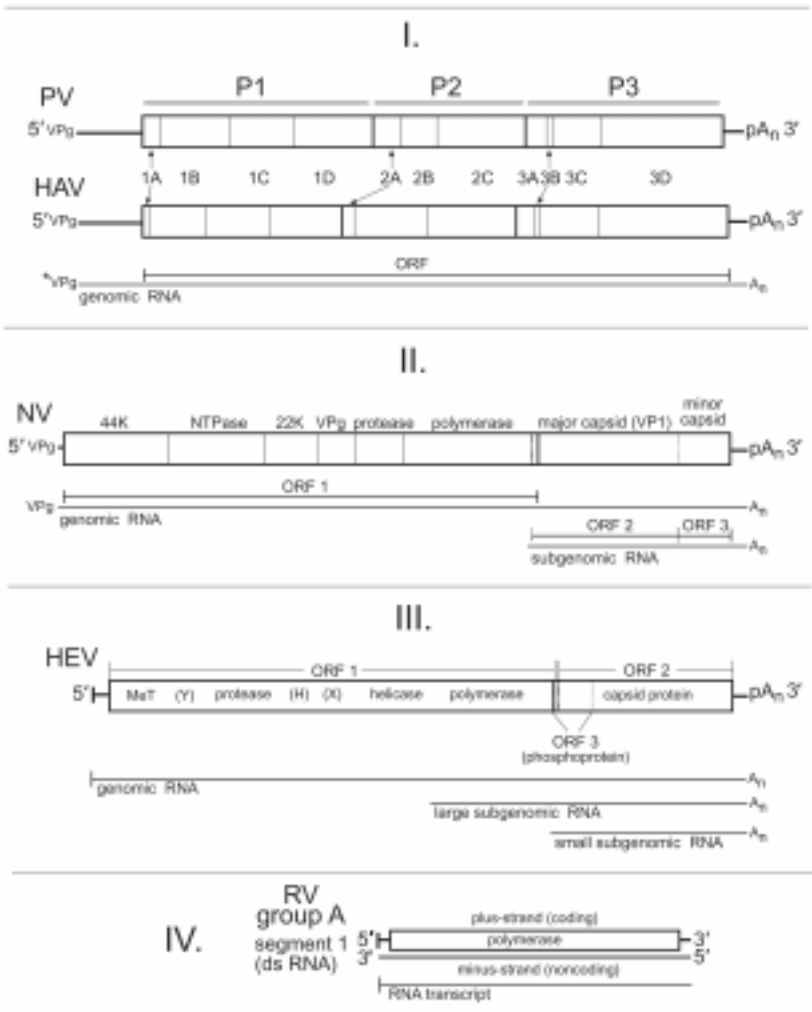 I.
P1 P2 P3
PV
5′ VPg pAn 3′
1A 1B 1C 1D 2A 2B 2C 3A 3B 3C 3D
HAV
5′ VPg pAn 3′
ORF
*VPg An
genomic RNA
II.
NV
44K NTPase 22K VPg protease polymerase major capsid (VP1) minor capsid
5′ VPg pAn 3′
ORF 1
VPg An
genomic RNA
ORF 2 ORF 3
An
subgenomic RNA
III.
HEV
ORF 1 ORF 2
5′ MeT (Y) protease (H) (X) helicase polymerase capsid protein pAn 3′
ORF 3
(phosphoprotein)
An
genomic RNA
An
large subgenomic RNA
An
small subgenomic RNA
IV.
RV
group A
segment 1
(ds RNA)
plus-strand (coding)
5′ polymerase 3′
3′ 5′
minus-strand (noncoding)
RNA transcript